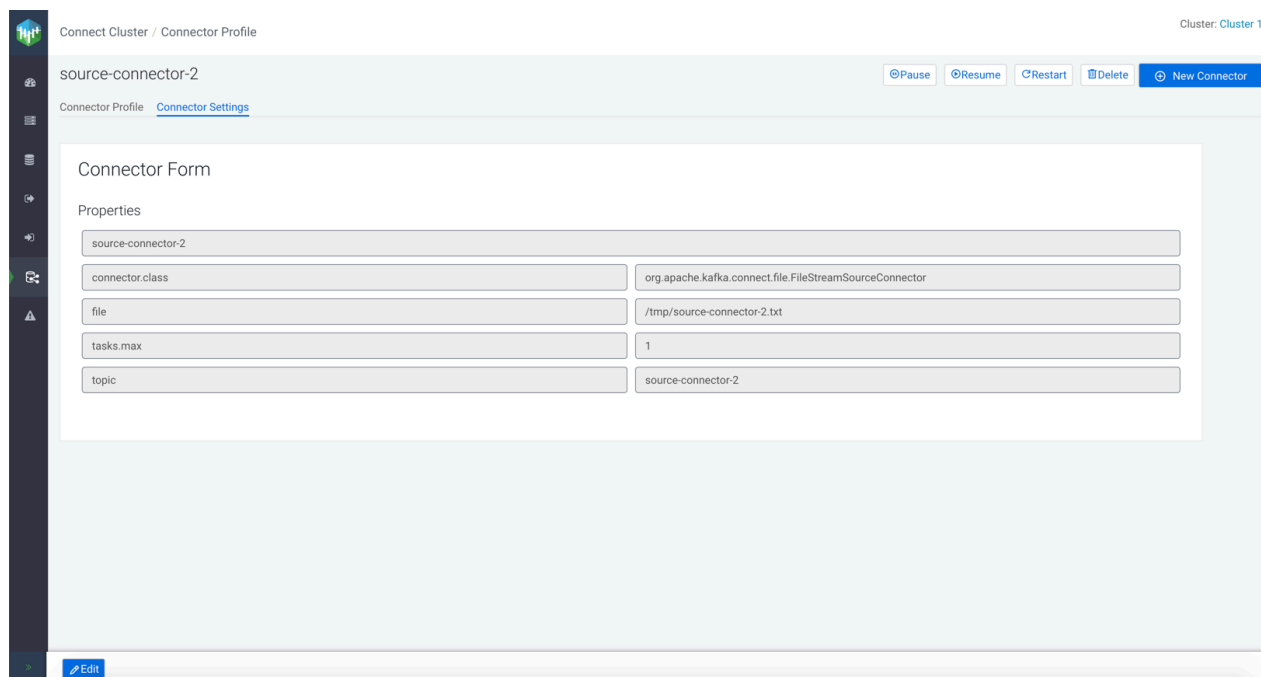 Connect Cluster / Connector Profile
Cluster: Cluster 1
source-connector-2
Pause Resume Restart Delete New Connector
Connector Profile Connector Settings
Connector Form
Properties
source-connector-2
connector.class org.apache.kafka.connect.file.FileStreamSourceConnector
file /tmp/source-connector-2.txt
tasks.max 1
topic source-connector-2
Edit